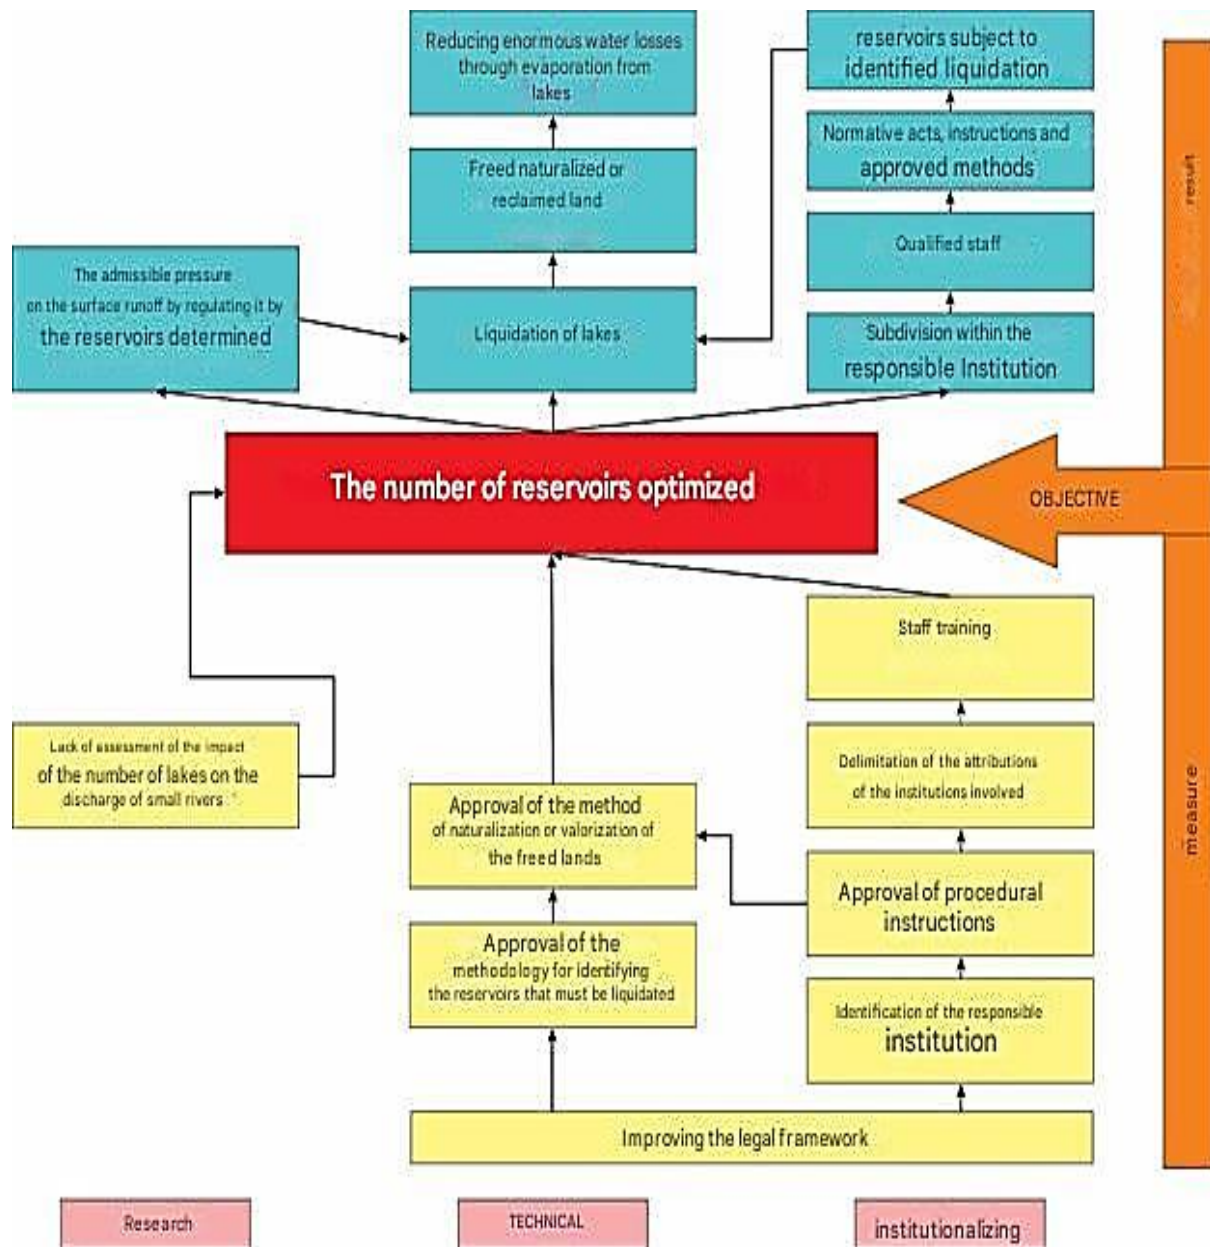 Reducing enormous water losses
through evaporation from
lakes
reservoirs subject to
identified liquidation
Normative acts, instructions and
approved methods
Freed naturalized or
reclaimed land
Qualified staff
The admissible pressure
on the surface runoff by regulating it by
the reservoirs determined
Liquidation of lakes
Subdivision within the
responsible Institution
result
The number of reservoirs optimized
OBJECTIVE
Staff training
Lack of assessment of the impact
of the number of lakes on the
discharge of small rivers
Delimitation of the attributions
of the institutions involved
Approval of the method
of naturalization or valorization of
the freed lands
Approval of procedural
instructions
measure
Approval of the
methodology for identifying
the reservoirs that must be liquidated
Identification of the responsible
institution
Improving the legal framework
Research
TECHNICAL
institutionalizing